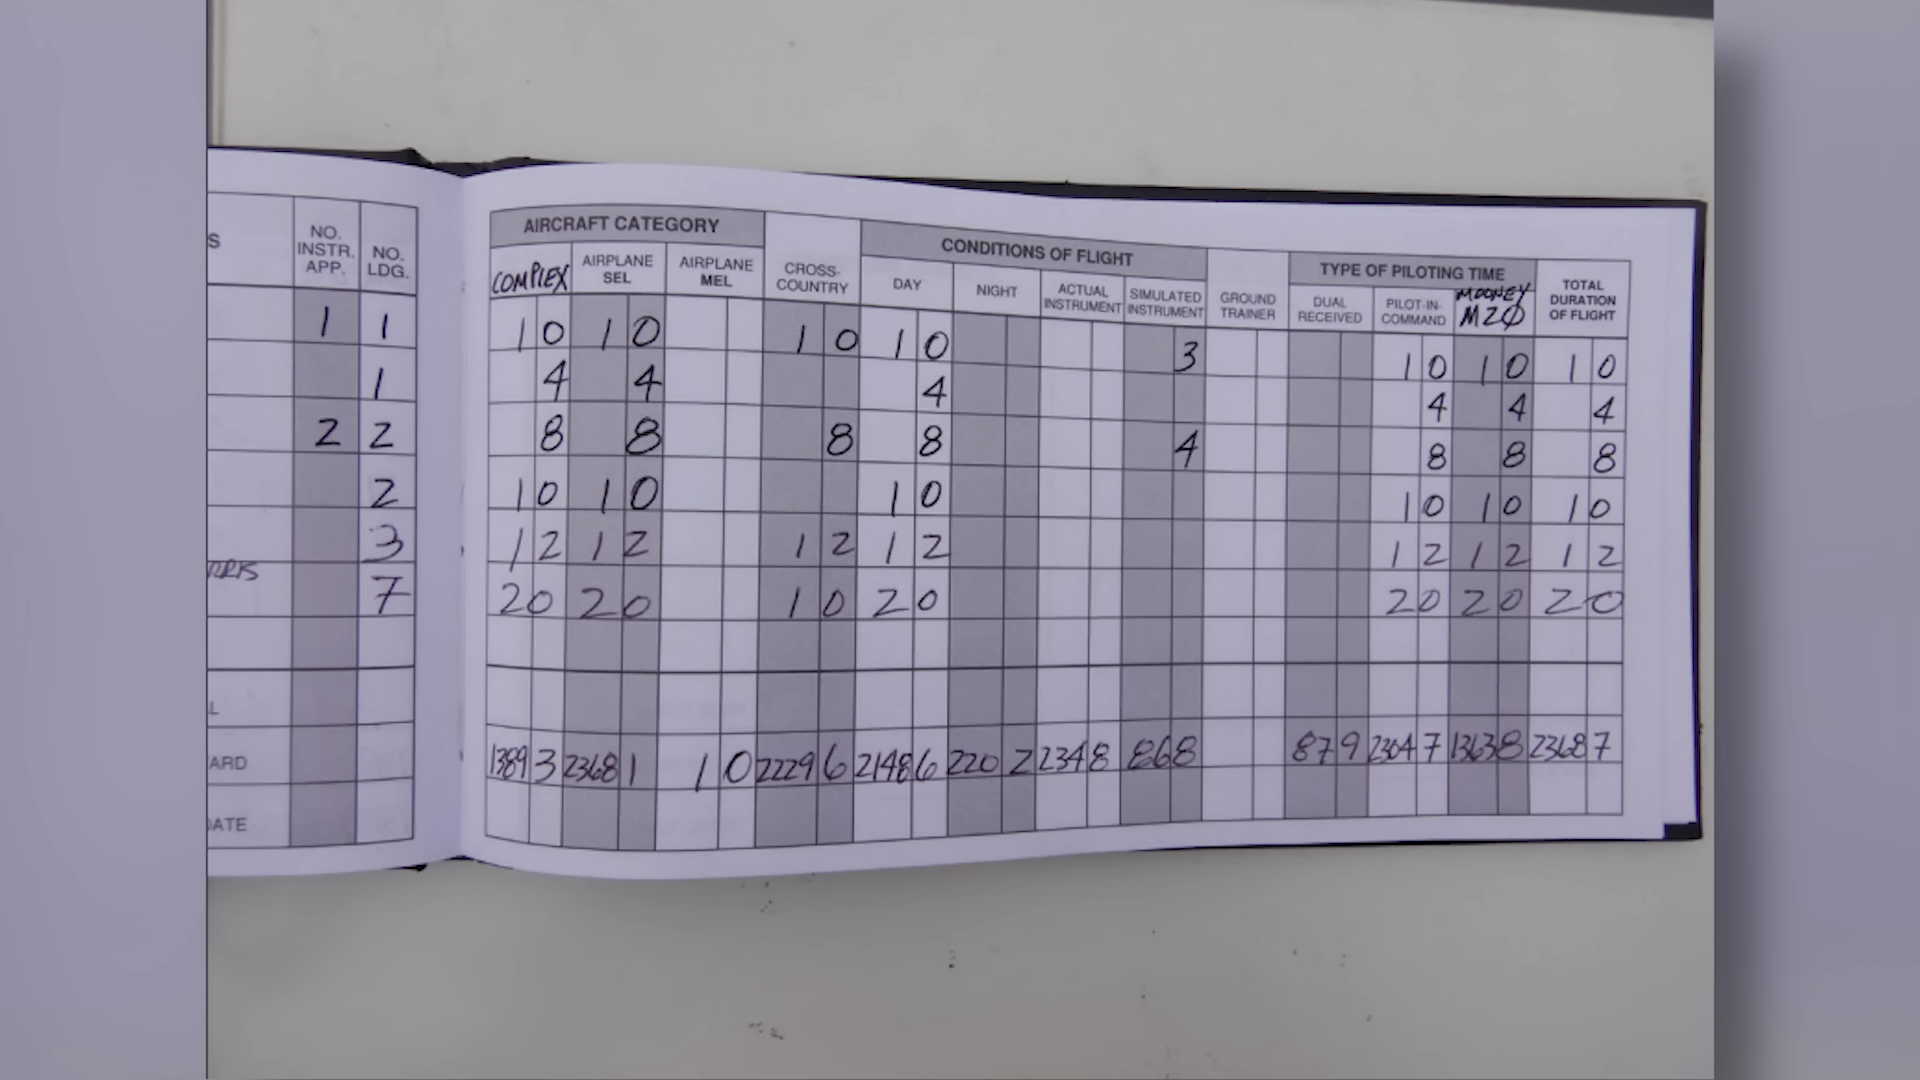 AIRCRAFT CATEGORY CONDITIONS OF FLIGHT TYPE OF PILOTING TIME
S NO. INSTR. APP. NO. LDG. COMPLEX AIRPLANE SEL AIRPLANE MEL CROSS-COUNTRY DAY NIGHT ACTUAL INSTRUMENT SIMULATED INSTRUMENT GROUND TRAINER DUAL RECEIVED PILOT-IN-COMMAND MOONEY M20 TOTAL DURATION OF FLIGHT
1 1 1 0 1 0 1 0 1 0 3 1 0 1 0 1 0
1 4 4 4 4 4 4
2 2 8 8 8 8 4 8 8 8
2 1 0 1 0 1 0 1 0 1 0 1 0
3 1 2 1 2 1 2 1 2 1 2 1 2 1 2
RRIS 7 2 0 2 0 1 0 2 0 2 0 2 0 2 0
L
ARD 1389 3 2368 1 1 0 2229 6 2148 6 220 2 234 8 86 8 87 9 2304 7 1363 8 2368 7
DATE